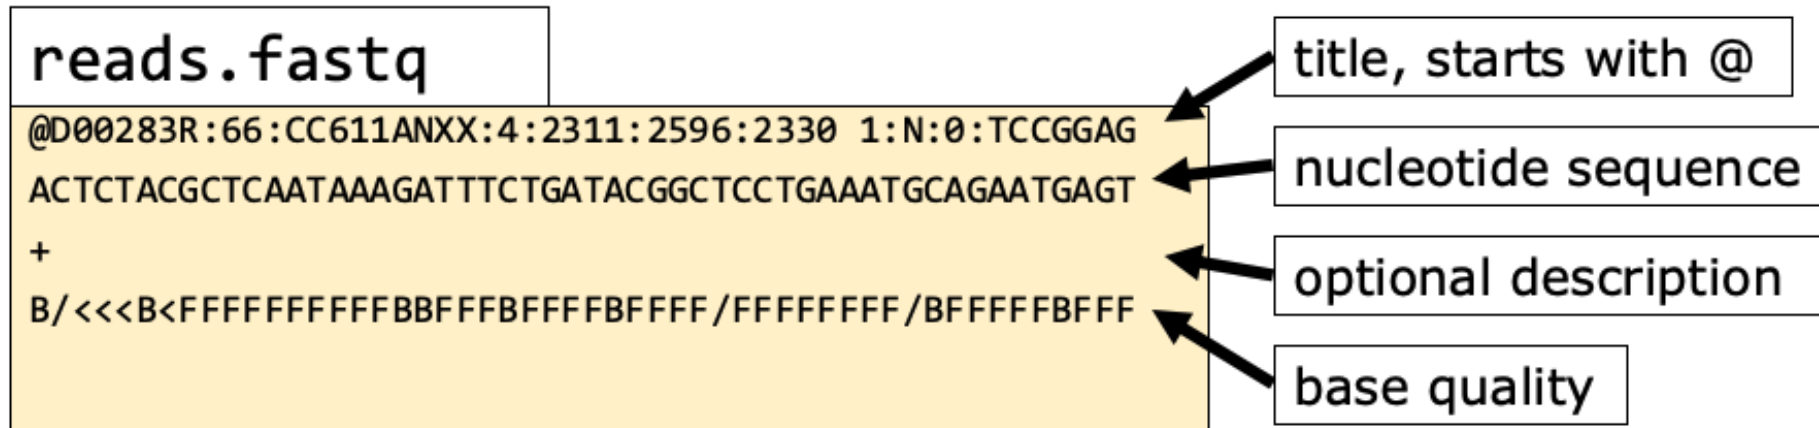 reads.fastq
@D00283R:66:CC611ANXX:4:2311:2596:2330 1:N:0:TCCGGAG
ACTCTACGCTCAATAAAGATTTCTGATACGGCTCCTGAAATGCAGAATGAGT
+
B/<<<B<FFFFFFFFFFBBFFFBFFFFBFFFF/FFFFFFFF/BFFFFFBFFF
title, starts with @
nucleotide sequence
optional description
base quality